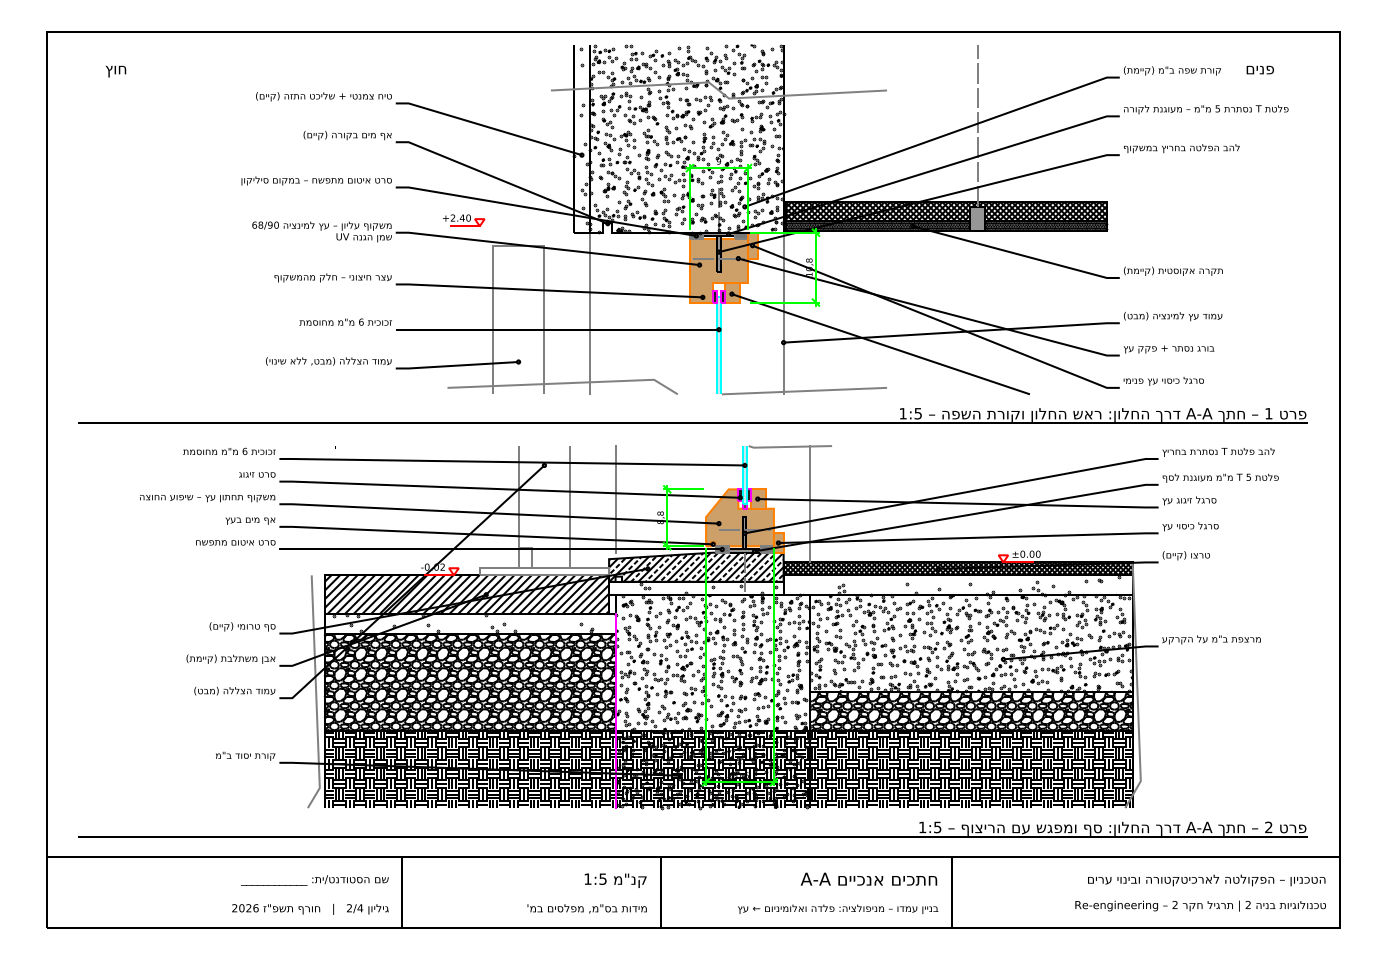 חוץ
פנים
קורת שפה ב"מ (קיימת)
פלטת T נסתרת 5 מ"מ – מעוגנת לקורה
להב הפלטה בחריץ במשקוף
תקרה אקוסטית (קיימת)
עמוד עץ למינציה (מבט)
בורג נסתר + פקק עץ
סרגל כיסוי עץ פנימי
טיח צמנטי + שליכט התזה (קיים)
אף מים בקורה (קיים)
סרט איטום מתפשח – במקום סיליקון
משקוף עליון – עץ למינציה 68/90
שמן הגנה UV
עצר חיצוני – חלק מהמשקוף
זכוכית 6 מ"מ מחוסמת
עמוד הצללה (מבט, ללא שינוי)
+2.40
9
10.8
פרט 1 – חתך A-A דרך החלון: ראש החלון וקורת השפה – 1:5
להב פלטת T נסתרת בחריץ
פלטת T 5 מ"מ מעוגנת לסף
סרגל זיגוג עץ
סרגל כיסוי עץ
טרצו (קיים)
מרצפת ב"מ על הקרקע
זכוכית 6 מ"מ מחוסמת
סרט זיגוג
משקוף תחתון עץ – שיפוע החוצה
אף מים בעץ
סרט איטום מתפשח
סף טרומי (קיים)
אבן משתלבת (קיימת)
עמוד הצללה (מבט)
קורת יסוד ב"מ
8.8
-0.02
±0.00
פרט 2 – חתך A-A דרך החלון: סף ומפגש עם הריצוף – 1:5
הטכניון – הפקולטה לארכיטקטורה ובינוי ערים
טכנולוגיות בניה 2 | תרגיל חקר 2 – Re-engineering
חתכים אנכיים A-A
בניין עמדו – מניפולציה: פלדה ואלומיניום ← עץ
קנ"מ 1:5
מידות בס"מ, מפלסים במ'
שם הסטודנט/ית: ____________
גיליון 2/4 | חורף תשפ"ז 2026